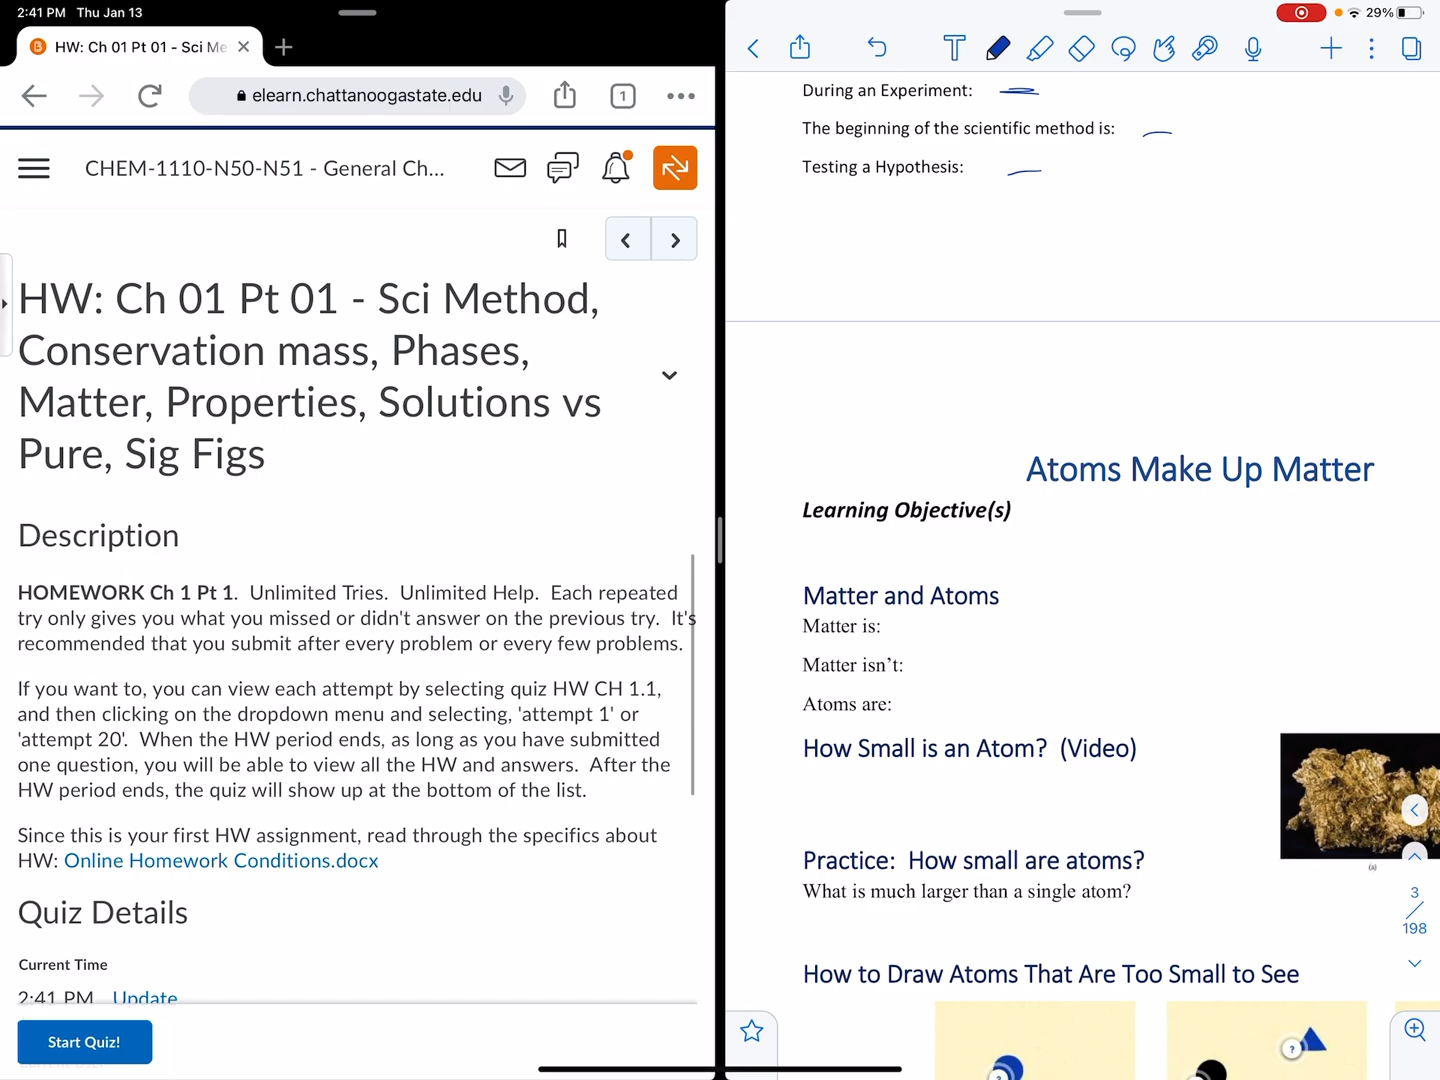 2:41 PM Thu Jan 13
HW: Ch 01 Pt 01 - Sci Me
elearn.chattanoogastate.edu
1
CHEM-1110-N50-N51 - General Ch...
HW: Ch 01 Pt 01 - Sci Method,
Conservation mass, Phases,
Matter, Properties, Solutions vs
Pure, Sig Figs
Description
HOMEWORK Ch 1 Pt 1. Unlimited Tries. Unlimited Help. Each repeated
try only gives you what you missed or didn't answer on the previous try. It's
recommended that you submit after every problem or every few problems.
If you want to, you can view each attempt by selecting quiz HW CH 1.1,
and then clicking on the dropdown menu and selecting, 'attempt 1' or
'attempt 20'. When the HW period ends, as long as you have submitted
one question, you will be able to view all the HW and answers. After the
HW period ends, the quiz will show up at the bottom of the list.
Since this is your first HW assignment, read through the specifics about
HW: Online Homework Conditions.docx
Quiz Details
Current Time
2:41 PM Update
Start Quiz!
29%
During an Experiment:
The beginning of the scientific method is:
Testing a Hypothesis:
Atoms Make Up Matter
Learning Objective(s)
Matter and Atoms
Matter is:
Matter isn't:
Atoms are:
How Small is an Atom? (Video)
(a)
Practice: How small are atoms?
What is much larger than a single atom?
3
198
How to Draw Atoms That Are Too Small to See
?
?